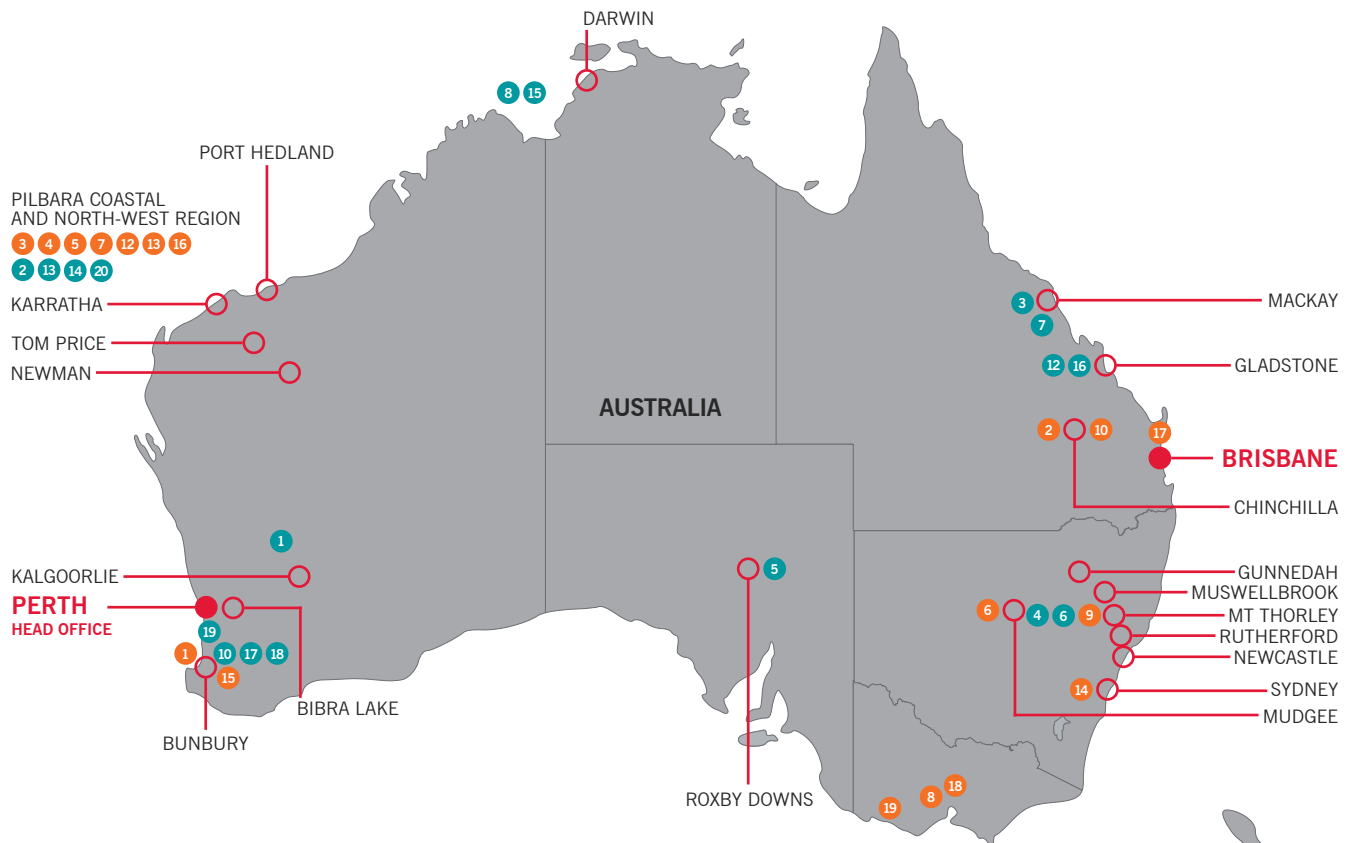 DARWIN
8 15
PORT HEDLAND
PILBARA COASTAL
AND NORTH-WEST REGION
3 4 5 7 12 13 16
2 13 14 20
KARRATHA
3
MACKAY
7
TOM PRICE
12 16
GLADSTONE
NEWMAN
AUSTRALIA
2 10
17
BRISBANE
CHINCHILLA
1
KALGOORLIE
5
GUNNEDAH
MUSWELLBROOK
PERTH
HEAD OFFICE
6 4 6 9
MT THORLEY
19
RUTHERFORD
1 10 17 18
NEWCASTLE
15
14
SYDNEY
BIBRA LAKE
MUDGEE
BUNBURY
ROXBY DOWNS
19 8 18